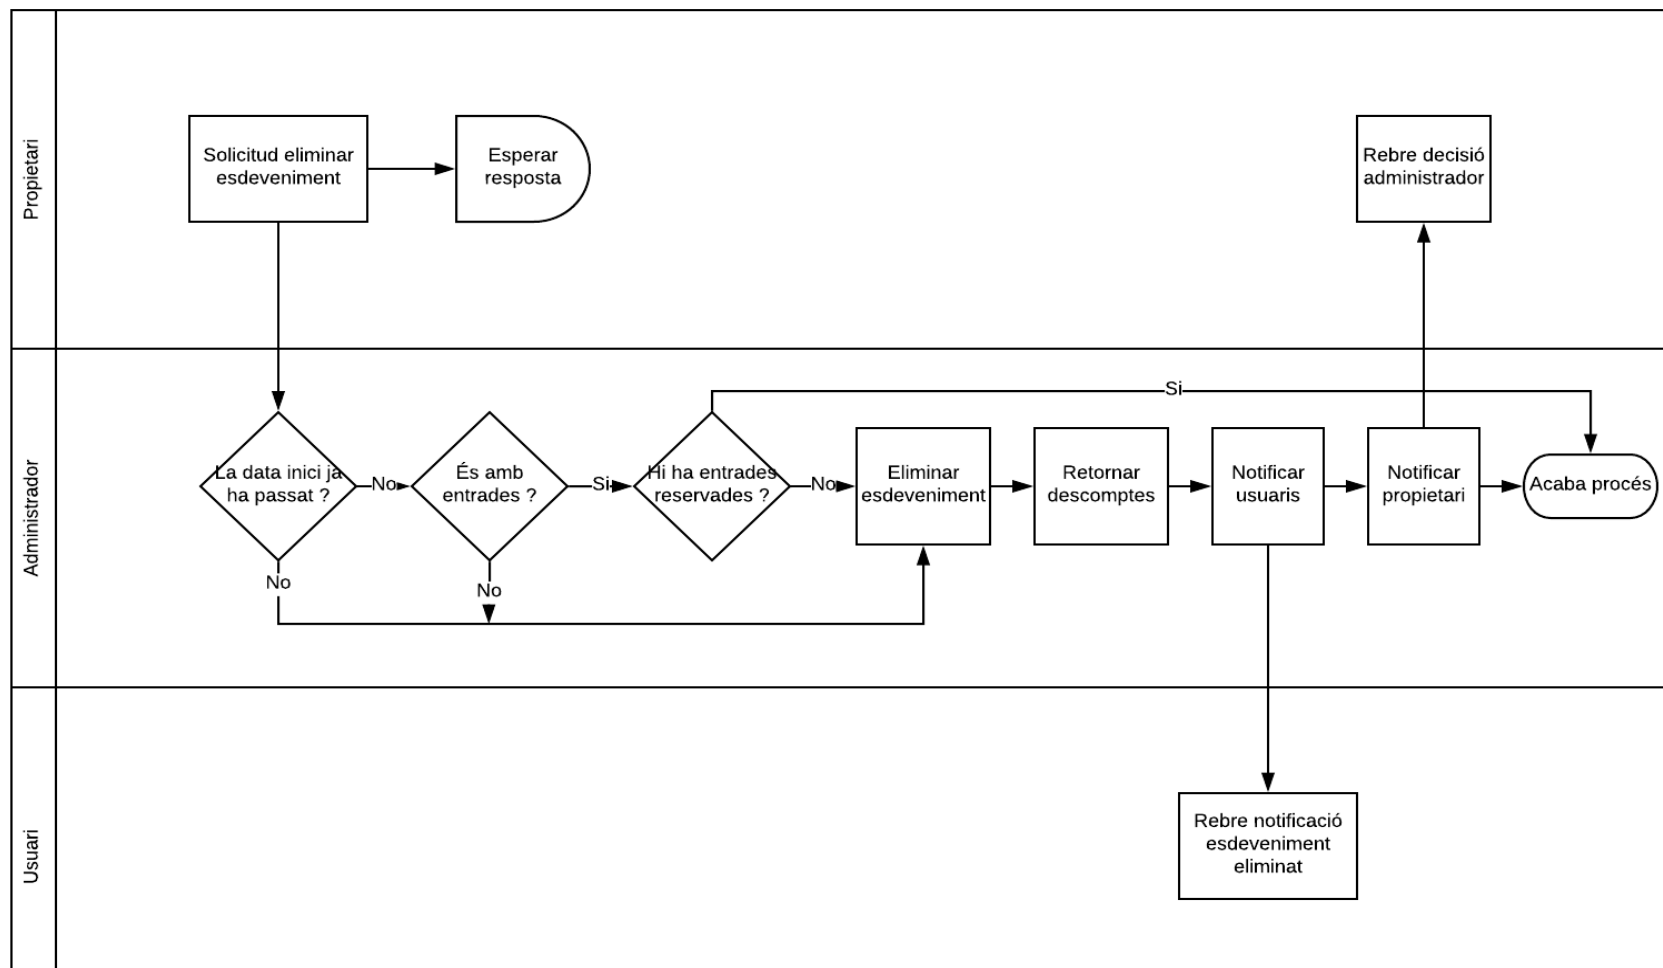 Propietari
Solicitud eliminar
esdeveniment
Esperar
resposta
Rebre decisió
administrador
Administrador
La data inici ja
ha passat ?
No
No
És amb
entrades ?
Si
No
Hi ha entrades
reservades ?
Si
No
Eliminar
esdeveniment
Retornar
descomptes
Notificar
usuaris
Notificar
propietari
Acaba procés
Usuari
Rebre notificació
esdeveniment
eliminat